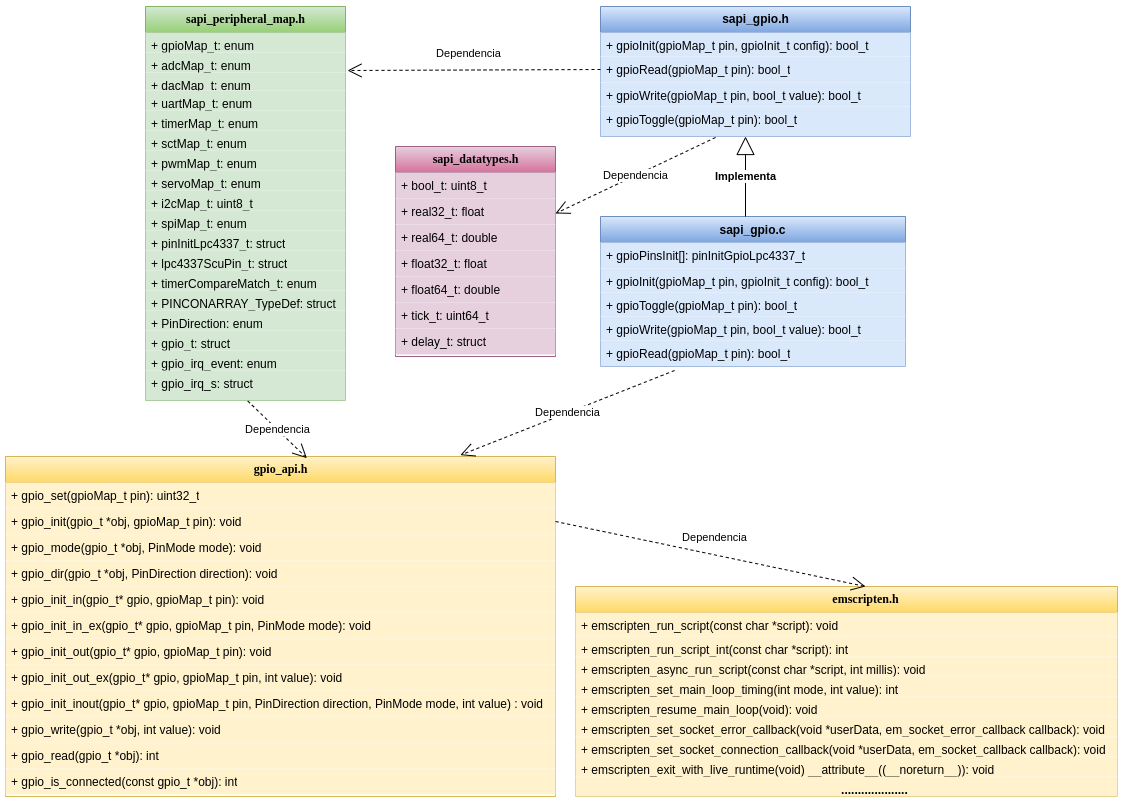 sapi_peripheral_map.h
+ gpioMap_t: enum
+ adcMap_t: enum
+ dacMap_t: enum
+ uartMap_t: enum
+ timerMap_t: enum
+ sctMap_t: enum
+ pwmMap_t: enum
+ servoMap_t: enum
+ i2cMap_t: uint8_t
+ spiMap_t: enum
+ pinInitLpc4337_t: struct
+ lpc4337ScuPin_t: struct
+ timerCompareMatch_t: enum
+ PINCONARRAY_TypeDef: struct
+ PinDirection: enum
+ gpio_t: struct
+ gpio_irq_event: enum
+ gpio_irq_s: struct
Dependencia
sapi_gpio.h
+ gpioInit(gpioMap_t pin, gpioInit_t config): bool_t
+ gpioRead(gpioMap_t pin): bool_t
+ gpioWrite(gpioMap_t pin, bool_t value): bool_t
+ gpioToggle(gpioMap_t pin): bool_t
sapi_datatypes.h
+ bool_t: uint8_t
+ real32_t: float
+ real64_t: double
+ float32_t: float
+ float64_t: double
+ tick_t: uint64_t
+ delay_t: struct
Dependencia
Implementa
sapi_gpio.c
+ gpioPinsInit[]: pinInitGpioLpc4337_t
+ gpioInit(gpioMap_t pin, gpioInit_t config): bool_t
+ gpioToggle(gpioMap_t pin): bool_t
+ gpioWrite(gpioMap_t pin, bool_t value): bool_t
+ gpioRead(gpioMap_t pin): bool_t
Dependencia
Dependencia
gpio_api.h
+ gpio_set(gpioMap_t pin): uint32_t
+ gpio_init(gpio_t *obj, gpioMap_t pin): void
+ gpio_mode(gpio_t *obj, PinMode mode): void
+ gpio_dir(gpio_t *obj, PinDirection direction): void
+ gpio_init_in(gpio_t* gpio, gpioMap_t pin): void
+ gpio_init_in_ex(gpio_t* gpio, gpioMap_t pin, PinMode mode): void
+ gpio_init_out(gpio_t* gpio, gpioMap_t pin): void
+ gpio_init_out_ex(gpio_t* gpio, gpioMap_t pin, int value): void
+ gpio_init_inout(gpio_t* gpio, gpioMap_t pin, PinDirection direction, PinMode mode, int value) : void
+ gpio_write(gpio_t *obj, int value): void
+ gpio_read(gpio_t *obj): int
+ gpio_is_connected(const gpio_t *obj): int
Dependencia
emscripten.h
+ emscripten_run_script(const char *script): void
+ emscripten_run_script_int(const char *script): int
+ emscripten_async_run_script(const char *script, int millis): void
+ emscripten_set_main_loop_timing(int mode, int value): int
+ emscripten_resume_main_loop(void): void
+ emscripten_set_socket_error_callback(void *userData, em_socket_error_callback callback): void
+ emscripten_set_socket_connection_callback(void *userData, em_socket_callback callback): void
+ emscripten_exit_with_live_runtime(void) __attribute__((__noreturn__)): void
....................